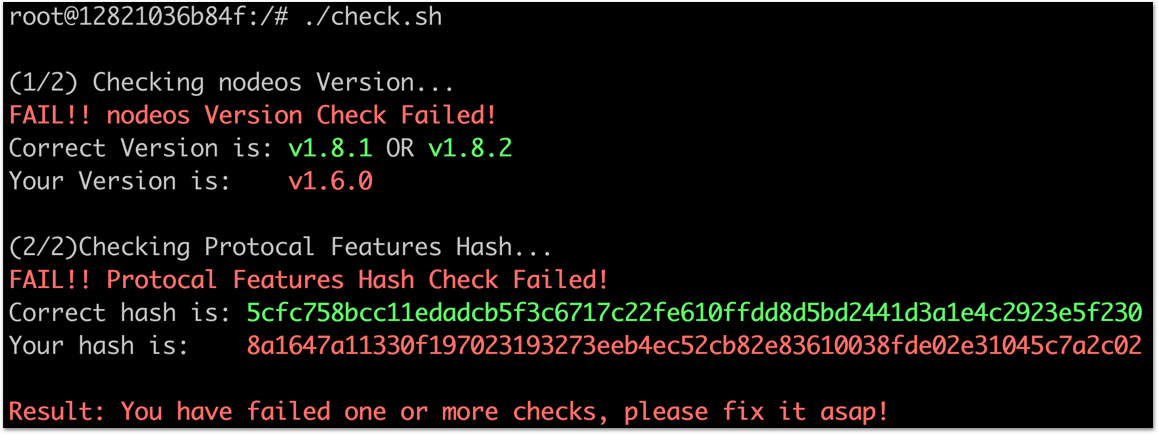 root@12821036b84f:/# ./check.sh
(1/2) Checking nodeos Version...
FAIL!! nodeos Version Check Failed!
Correct Version is: v1.8.1 OR v1.8.2
Your Version is: v1.6.0
(2/2)Checking Protocal Features Hash...
FAIL!! Protocal Features Hash Check Failed!
Correct hash is: 5cfc758bcc11edadcb5f3c6717c22fe610ffdd8d5bd2441d3a1e4c2923e5f230
Your hash is: 8a1647a11330f197023193273eeb4ec52cb82e83610038fde02e31045c7a2c02
Result: You have failed one or more checks, please fix it asap!